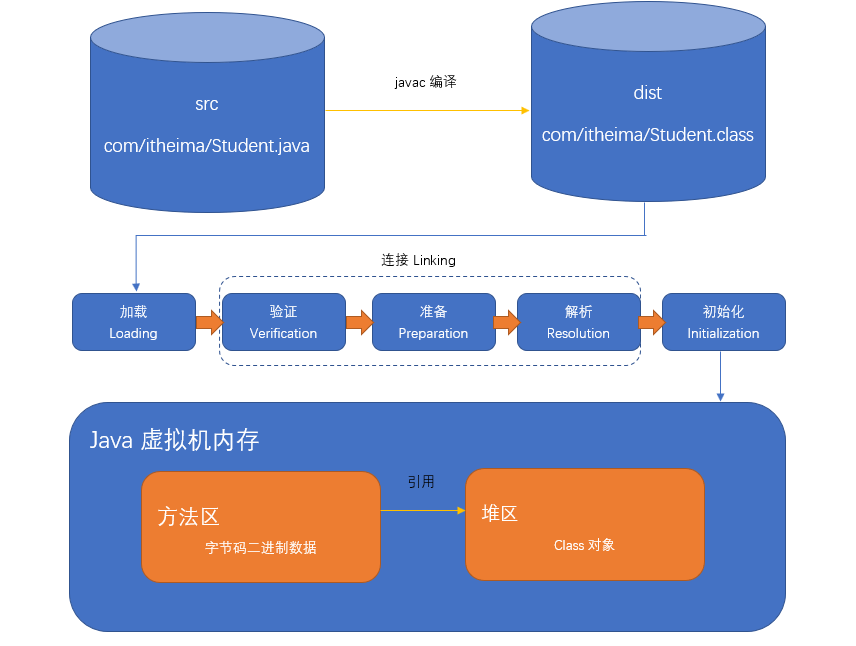 src
com/itheima/Student.java
javac 编译
dist
com/itheima/Student.class
连接 Linking
加载
Loading
验证
Verification
准备
Preparation
解析
Resolution
初始化
Initialization
Java 虚拟机内存
方法区
字节码二进制数据
引用
堆区
Class 对象